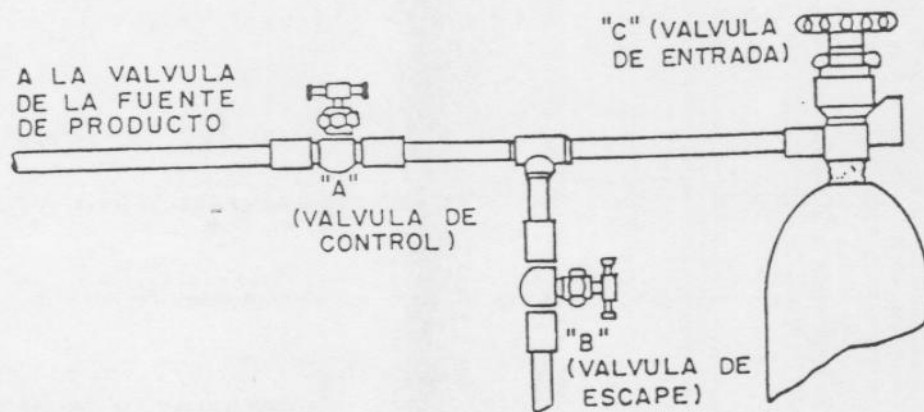 "C" (VALVULA
DE ENTRADA)
A LA VALVULA
DE LA FUENTE
DE PRODUCTO
"A"
(VALVULA DE
CONTROL)
"B"
(VALVULA DE
ESCAPE)